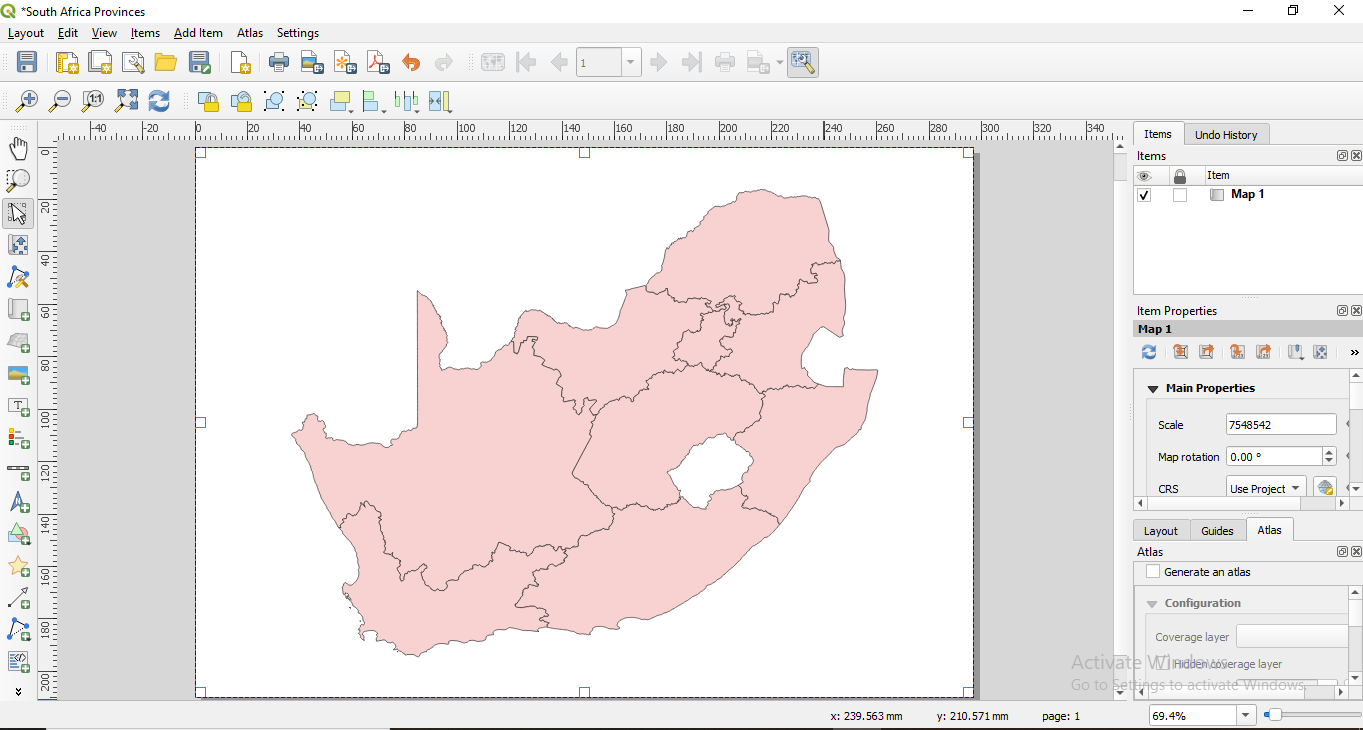 *South Africa Provinces
Layout Edit View Items Add Item Atlas Settings
1
-40 -20 0 20 40 60 80 100 120 140 160 180 200 220 240 260 280 300 320 340
0
20
40
60
80
100
120
140
160
180
200
Items Undo History
Items
Item
Map 1
Item Properties
Map 1
»
Main Properties
Scale 7548542
Map rotation 0.00 °
CRS Use Project
Layout Guides Atlas
Atlas
Generate an atlas
Configuration
Coverage layer
Hidden coverage layer
Activate Windows
Go to Settings to activate Windows.
x: 239.563 mm y: 210.571 mm page: 1 69.4%